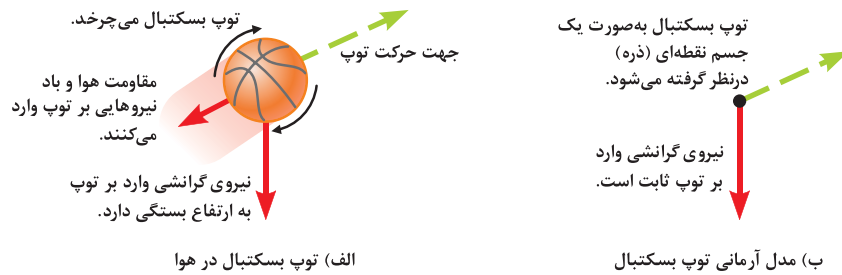 توپ بسکتبال به‌صورت یک
جسم نقطه‌ای (ذره)
درنظر گرفته می‌شود.
نیروی گرانشی وارد
بر توپ ثابت است.
ب) مدل آرمانی توپ بسکتبال
توپ بسکتبال می‌چرخد.
جهت حرکت توپ
مقاومت هوا و باد
نیروهایی بر توپ وارد
می‌کنند.
نیروی گرانشی وارد بر توپ
به ارتفاع بستگی دارد.
الف) توپ بسکتبال در هوا